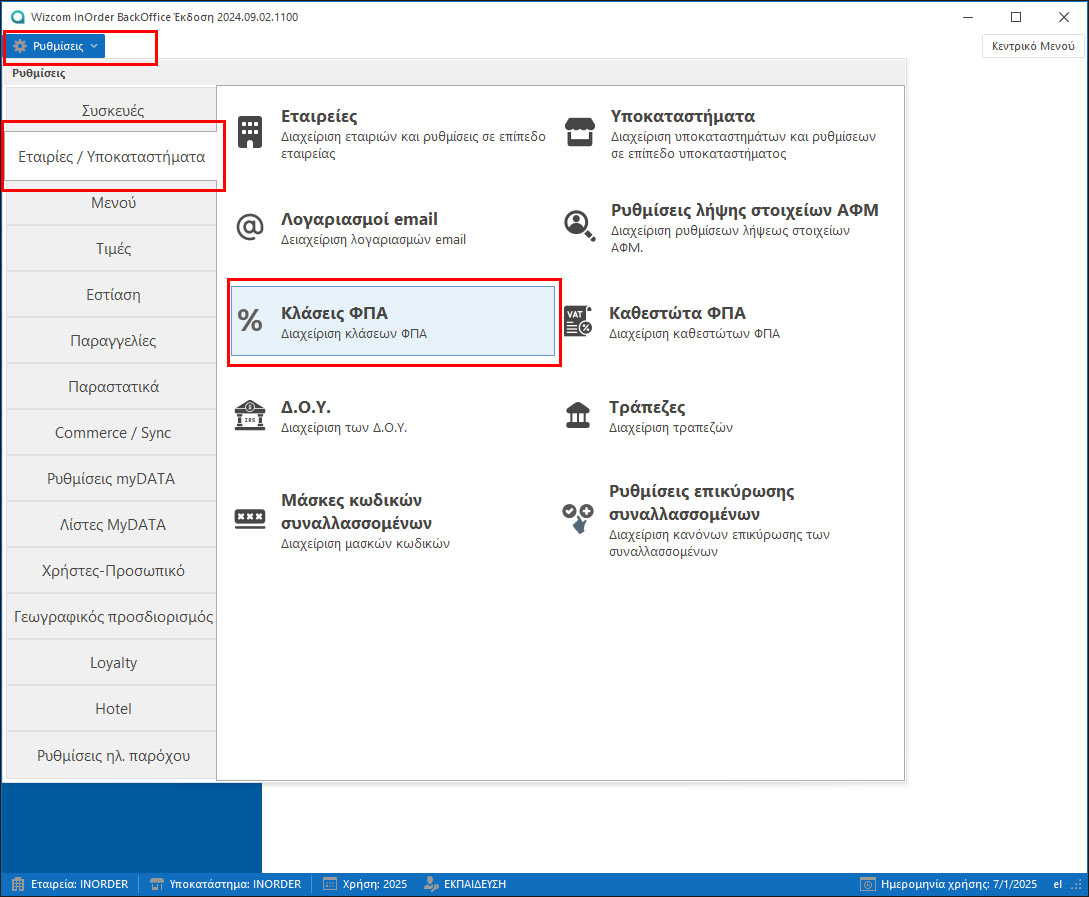 Wizcom InOrder BackOffice Έκδοση 2024.09.02.1100
Ρυθμίσεις
Κεντρικό Μενού
Ρυθμίσεις
Συσκευές
Εταιρίες / Υποκαταστήματα
Μενού
Τιμές
Εστίαση
Παραγγελίες
Παραστατικά
Commerce / Sync
Ρυθμίσεις myDATA
Λίστες MyDATA
Χρήστες-Προσωπικό
Γεωγραφικός προσδιορισμός
Loyalty
Hotel
Ρυθμίσεις ηλ. παρόχου
Εταιρείες
Διαχείριση εταιριών και ρυθμίσεις σε επίπεδο
εταιρείας
Υποκαταστήματα
Διαχείριση υποκαταστημάτων και ρυθμίσεων
σε επίπεδο υποκαταστήματος
Λογαριασμοί email
Δειαχείριση λογαριασμών email
Ρυθμίσεις λήψης στοιχείων ΑΦΜ
Διαχείριση ρυθμίσεων λήψεως στοιχείων
ΑΦΜ.
Κλάσεις ΦΠΑ
Διαχείριση κλάσεων ΦΠΑ
VAT
Καθεστώτα ΦΠΑ
Διαχείριση καθεστώτων ΦΠΑ
IRS
Δ.Ο.Υ.
Διαχείριση των Δ.Ο.Υ.
Τράπεζες
Διαχείριση τραπεζών
Μάσκες κωδικών
συναλλασσομένων
Διαχείριση μασκών κωδικών
Ρυθμίσεις επικύρωσης
συναλλασσομένων
Διαχείριση κανόνων επικύρωσης των
συναλλασσομένων
Εταιρεία: INORDER
Υποκατάστημα: INORDER
Χρήση: 2025
ΕΚΠΑΙΔΕΥΣΗ
Ημερομηνία χρήσης: 7/1/2025
el